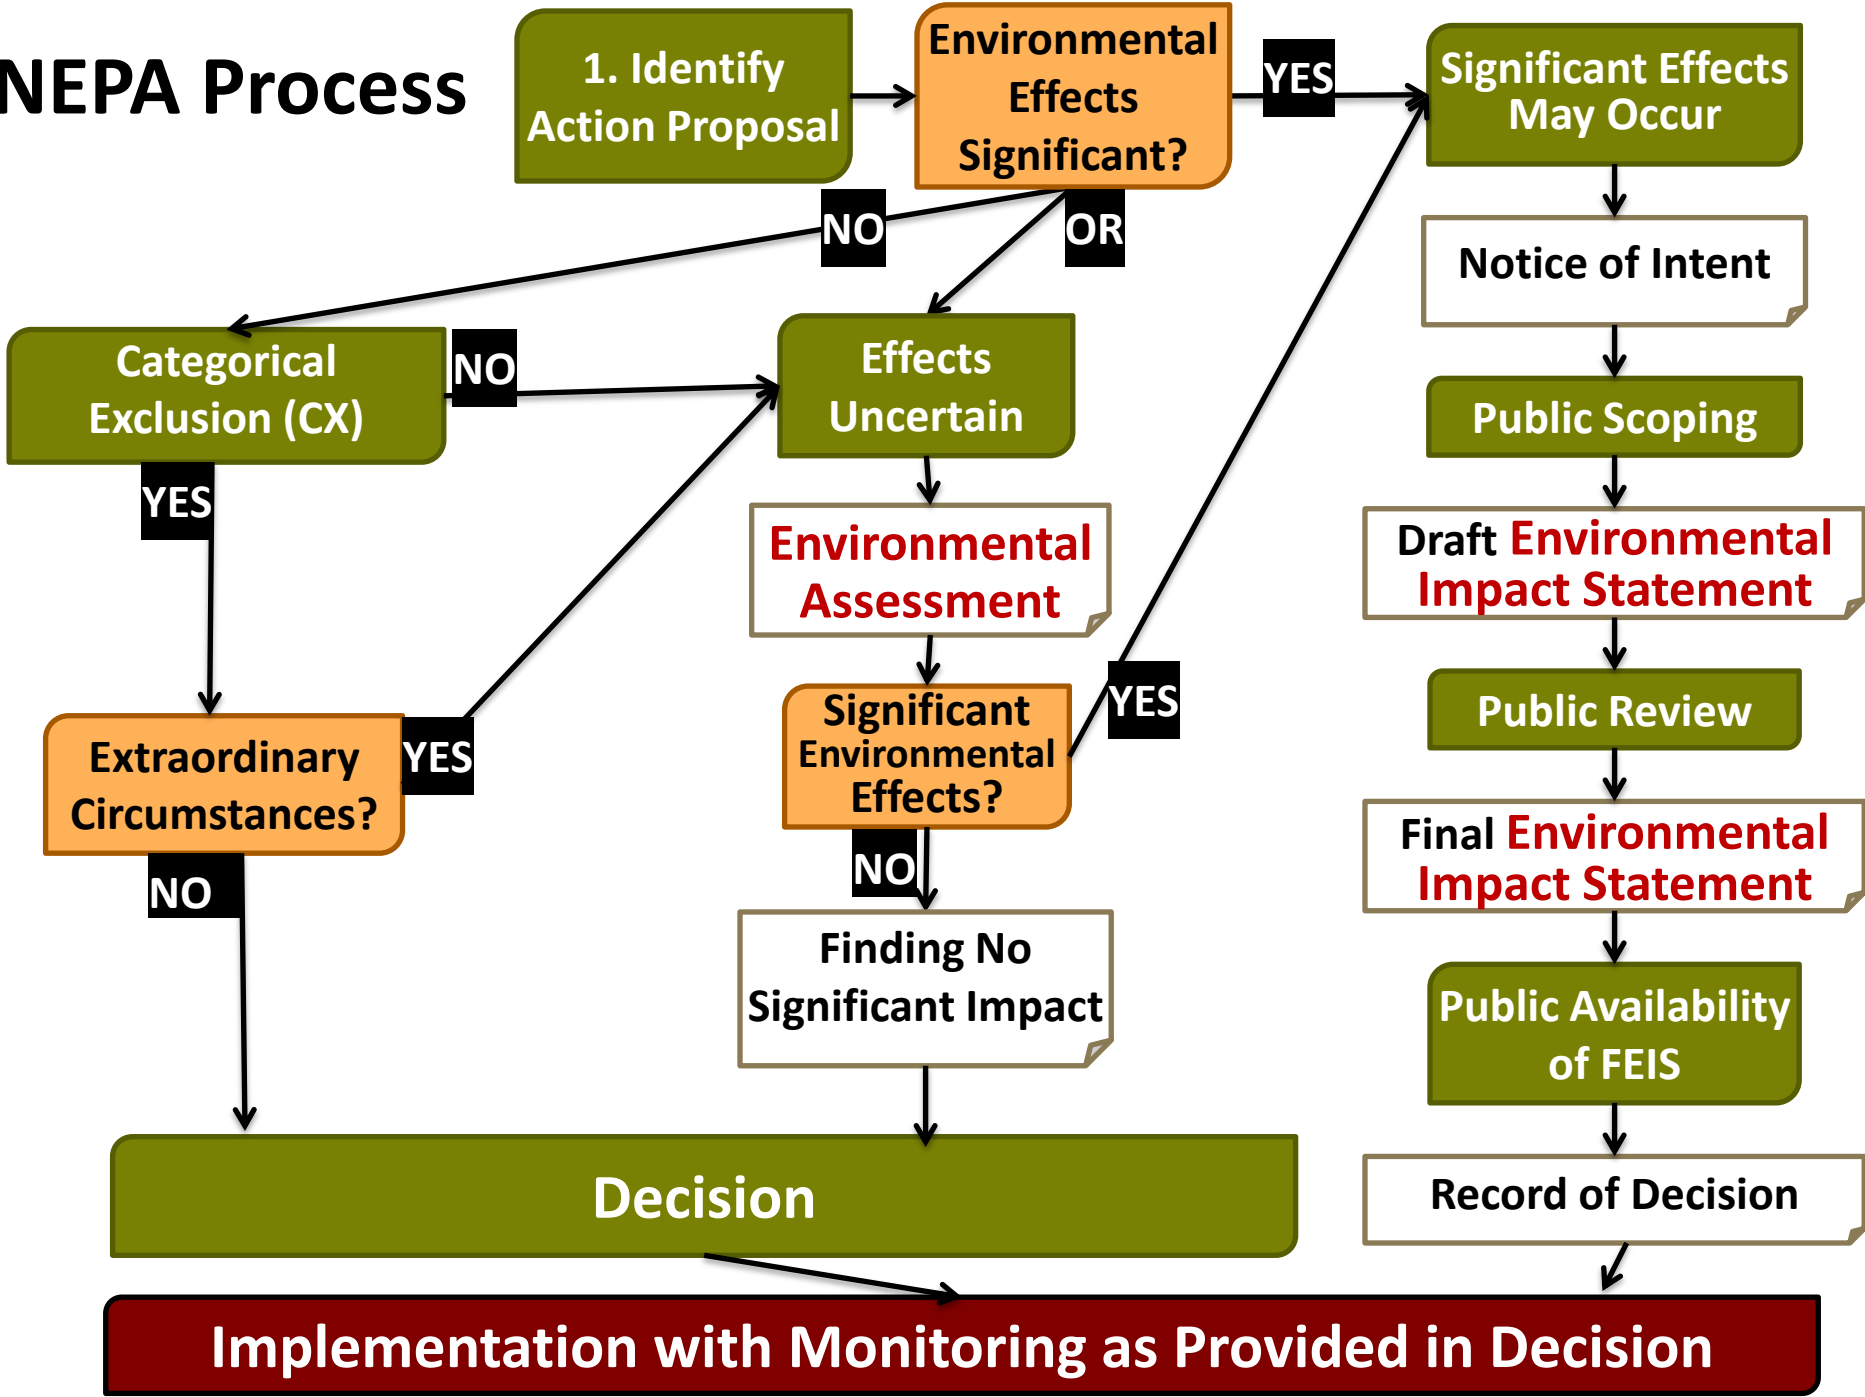 NEPA Process
1. Identify
Action Proposal
Environmental
Effects
Significant?
YES
Significant Effects
May Occur
NO
OR
Notice of Intent
Categorical
Exclusion (CX)
NO
Effects
Uncertain
Public Scoping
YES
Environmental
Assessment
Draft Environmental
Impact Statement
Extraordinary
Circumstances?
YES
Significant
Environmental
Effects?
YES
Public Review
NO
NO
Final Environmental
Impact Statement
Finding No
Significant Impact
Public Availability
of FEIS
Decision
Record of Decision
Implementation with Monitoring as Provided in Decision